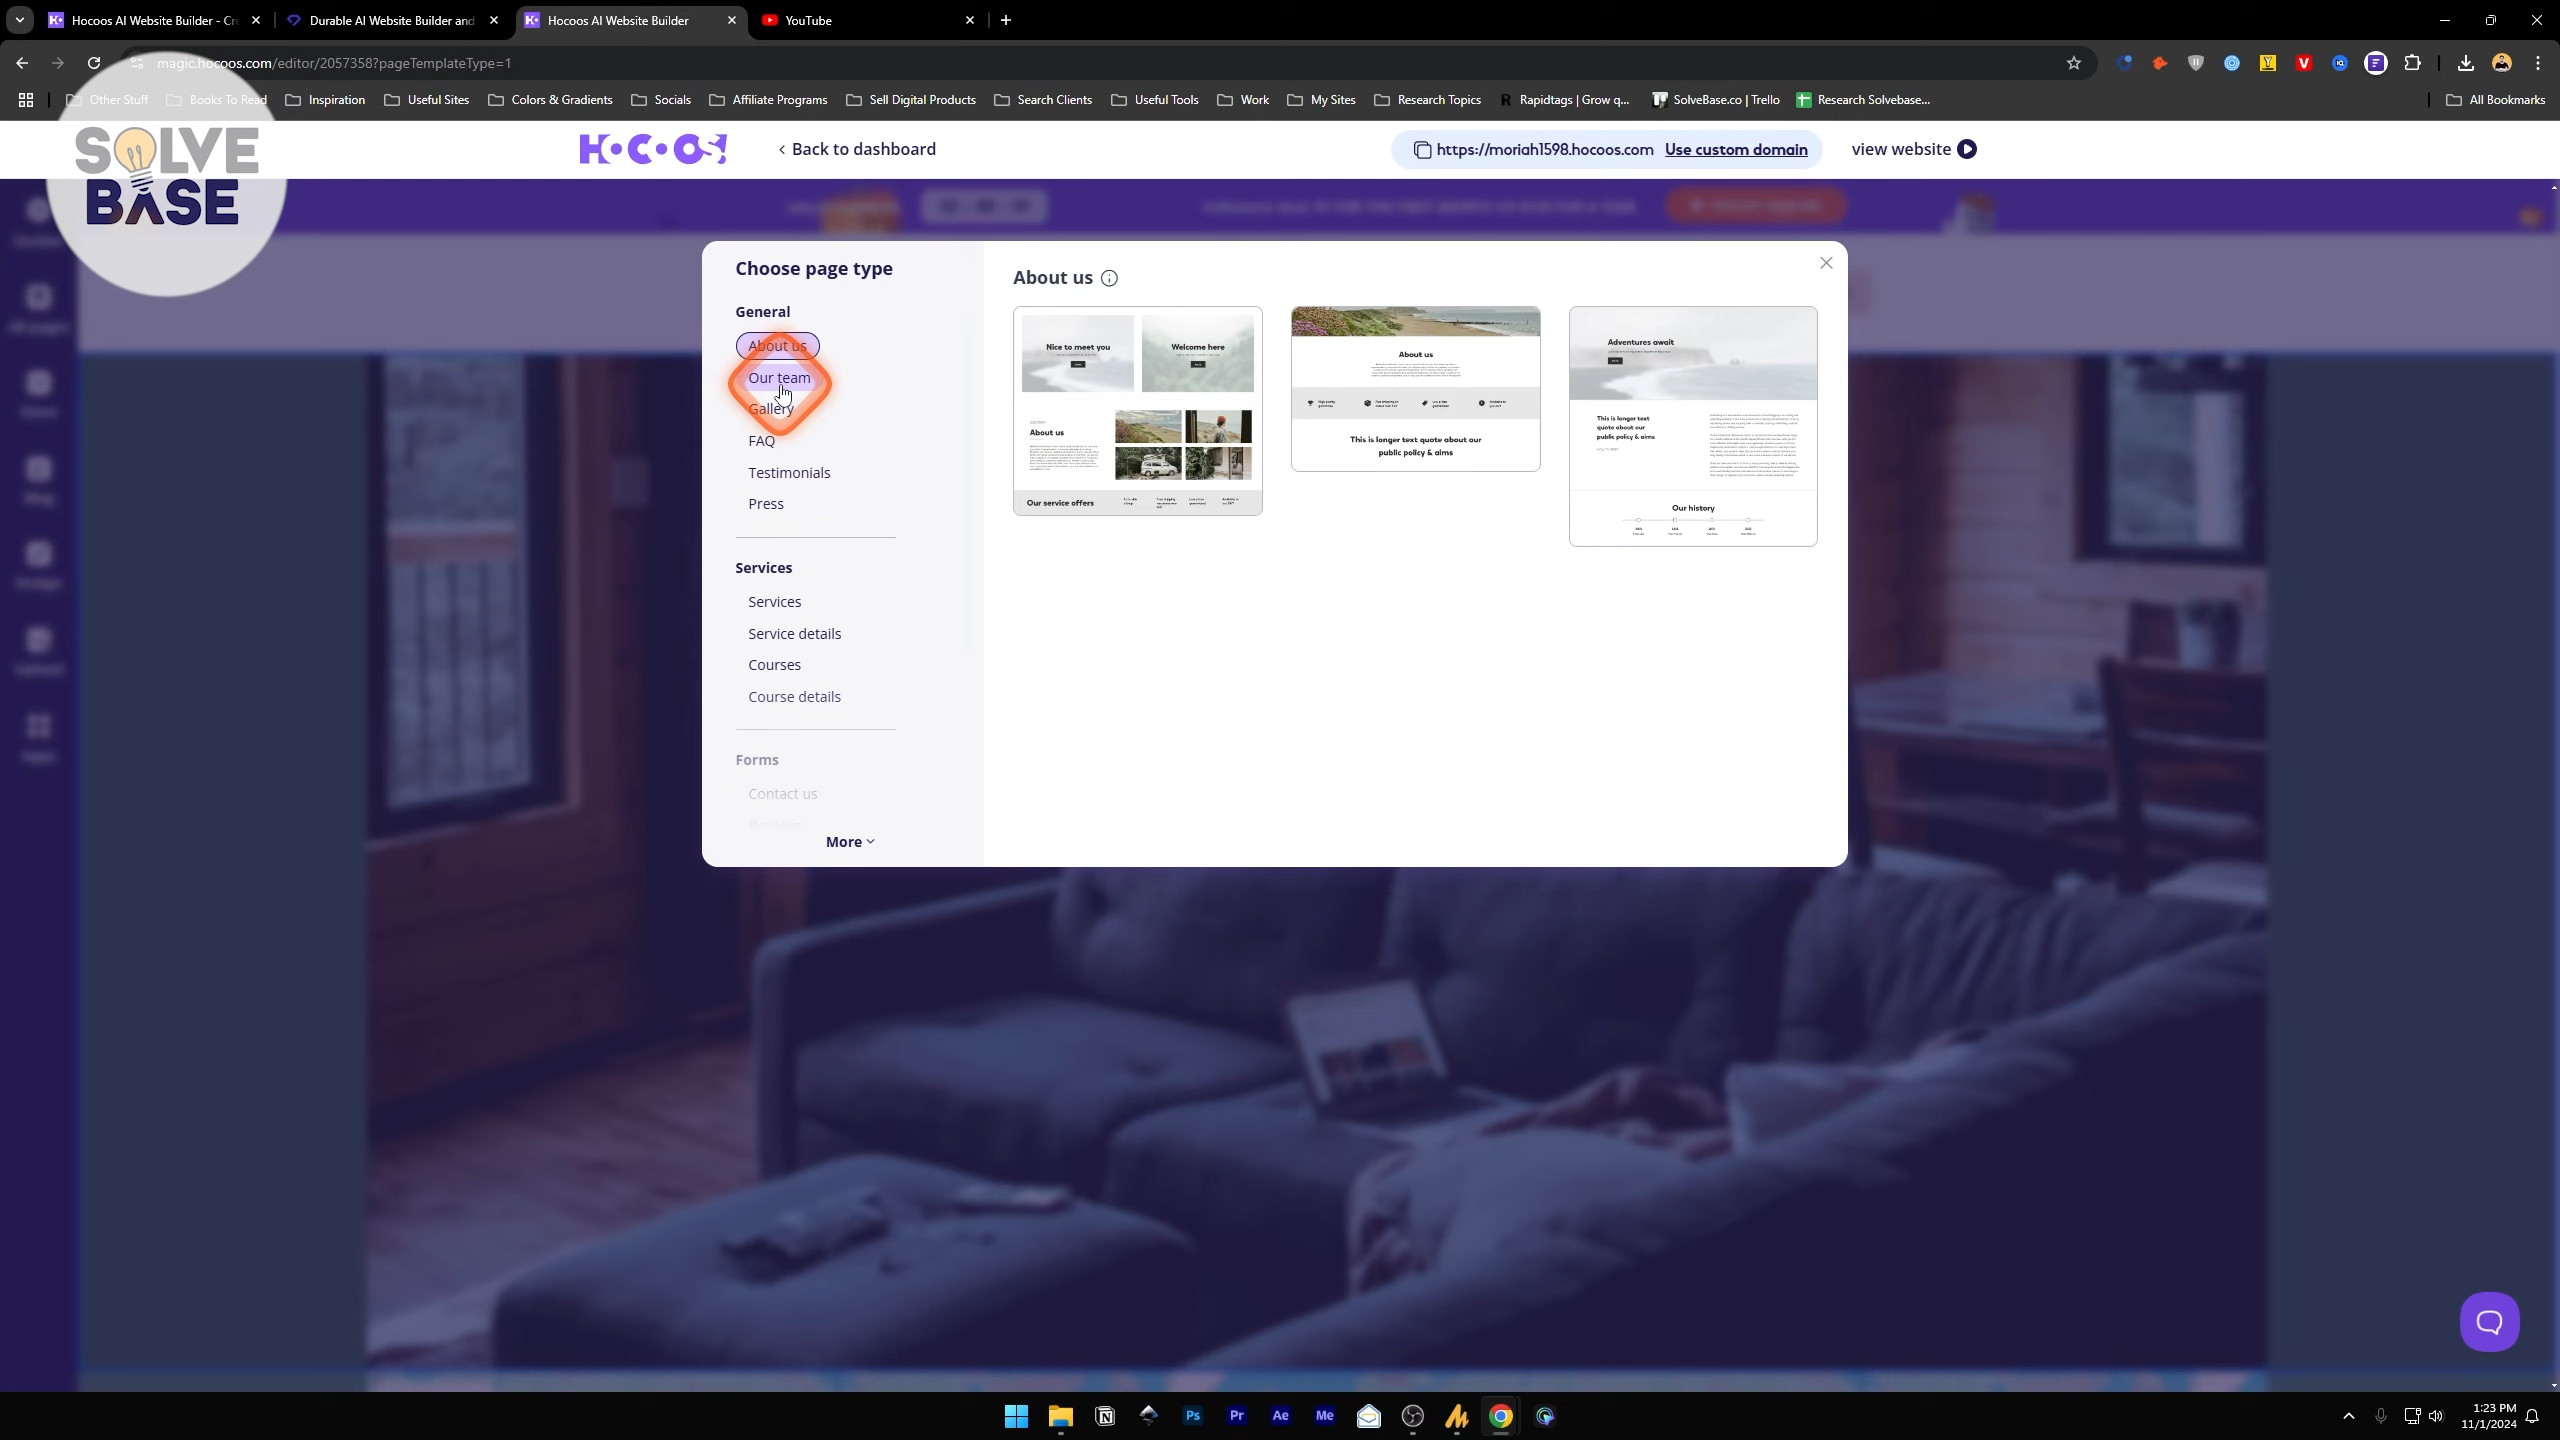 Hocoos AI Website Builder - Cr
Durable AI Website Builder and
Hocoos AI Website Builder
YouTube
magic.hocoos.com/editor/2057358?pageTemplateType=1
Other Stuff
Books To Read
Inspiration
Useful Sites
Colors & Gradients
Socials
Affiliate Programs
Sell Digital Products
Search Clients
Useful Tools
Work
My Sites
Research Topics
Rapidtags | Grow q...
SolveBase.co | Trello
Research Solvebase...
All Bookmarks
SOLVE
BASE
HOCOOS!
< Back to dashboard
https://moriah1598.hocoos.com Use custom domain
view website
Choose page type
General
About us
Our team
Gallery
FAQ
Testimonials
Press
Services
Services
Service details
Courses
Course details
Forms
Contact us
More
About us
Nice to meet you
Welcome here
About us
Our service offers
About us
This is longer text quote about our
public policy & aims
Adventures await
This is longer text
quote about our
public policy & aims
Our history
Ps
Pr
Ae
Me
1:23 PM
11/1/2024